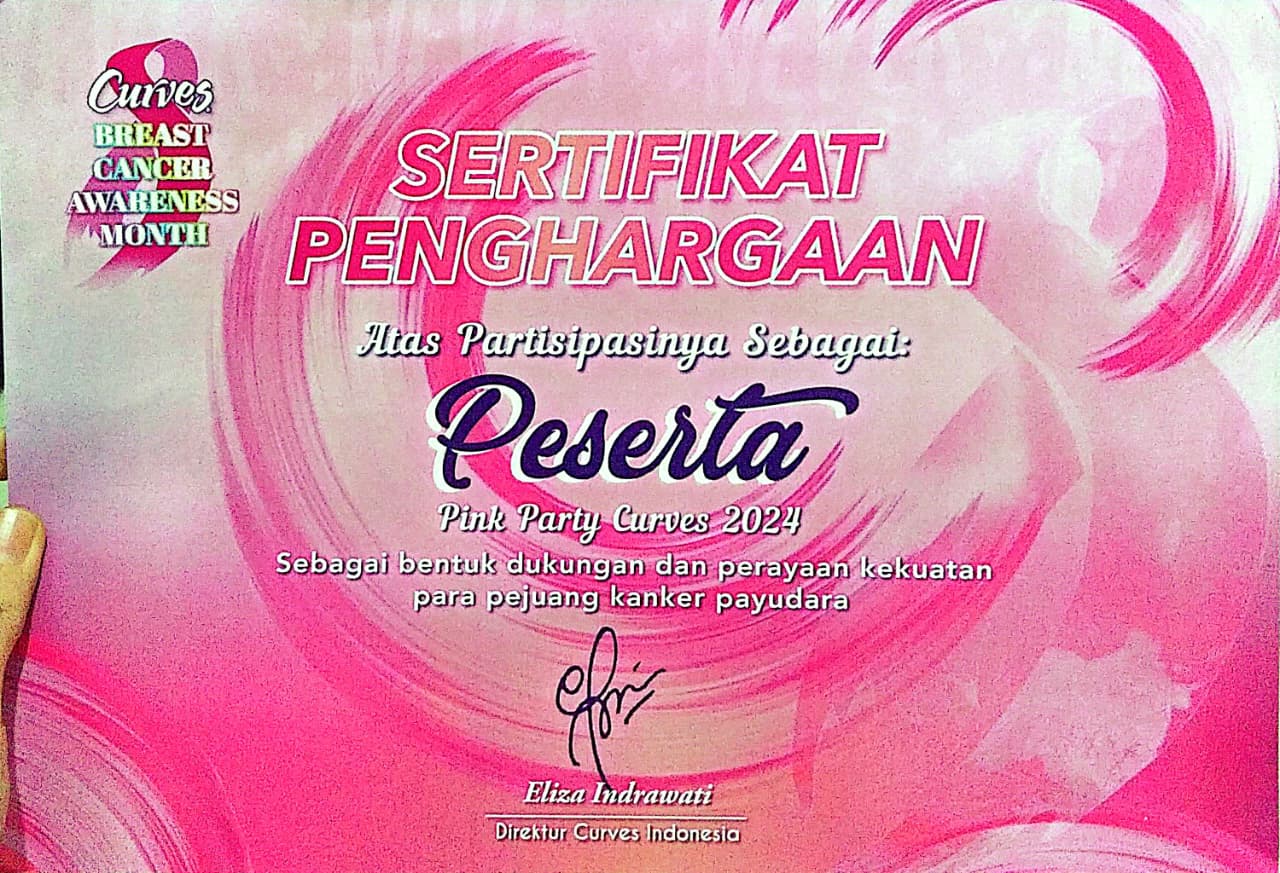 Curves
BREAST
CANCER
AWARENESS
MONTH
SERTIFIKAT
PENGHARGAAN
Atas Partisipasinya Sebagai:
Peserta
Pink Party Curves 2024
Sebagai bentuk dukungan dan perayaan kekuatan
para pejuang kanker payudara
Eliza Indrawati
Direktur Curves Indonesia